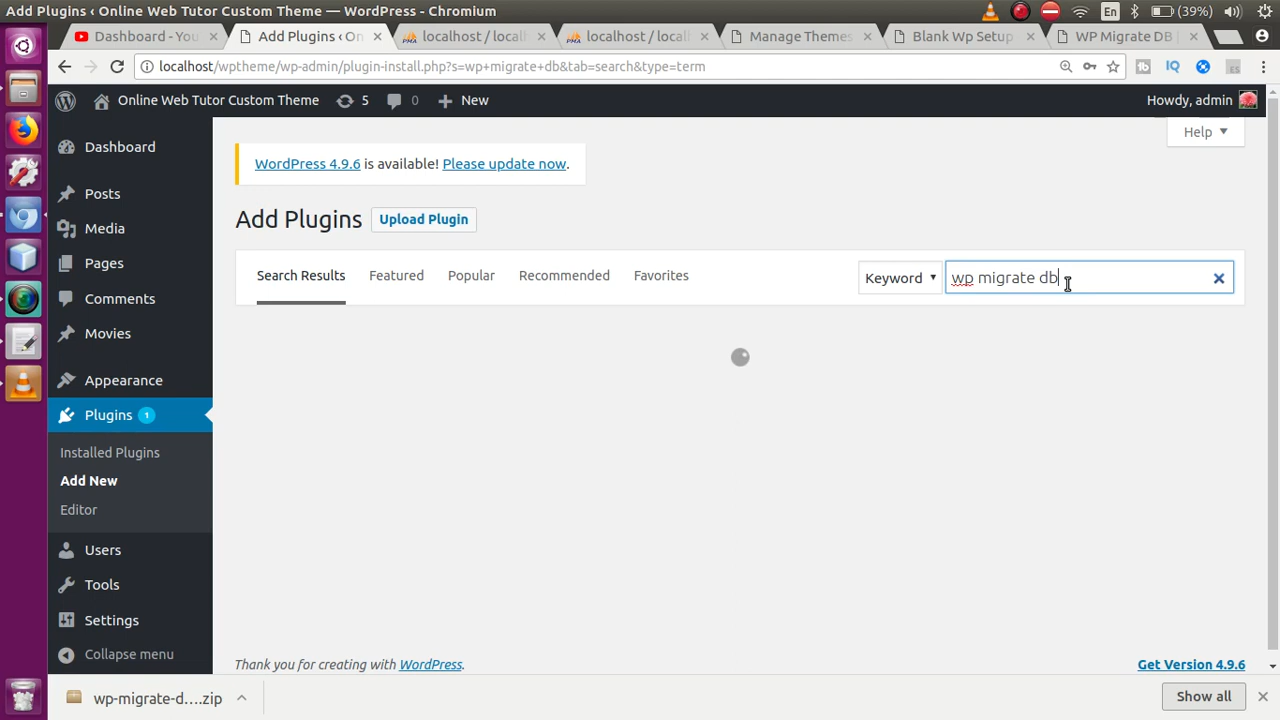 Add Plugins ‹ Online Web Tutor Custom Theme — WordPress - Chromium
En
(39%)
Dashboard - You
Add Plugins ‹ On
localhost / local
localhost / local
Manage Themes
Blank Wp Setup
WP Migrate DB |
localhost/wptheme/wp-admin/plugin-install.php?s=wp+migrate+db&tab=search&type=term
IQ
ES
Online Web Tutor Custom Theme
5
0
New
Howdy, admin
Help
Dashboard
Posts
Media
Pages
Comments
Movies
Appearance
Plugins 1
Installed Plugins
Add New
Editor
Users
Tools
Settings
Collapse menu
WordPress 4.9.6 is available! Please update now.
Add Plugins
Upload Plugin
Search Results
Featured
Popular
Recommended
Favorites
Keyword
wp migrate db
Thank you for creating with WordPress.
Get Version 4.9.6
wp-migrate-d....zip
Show all